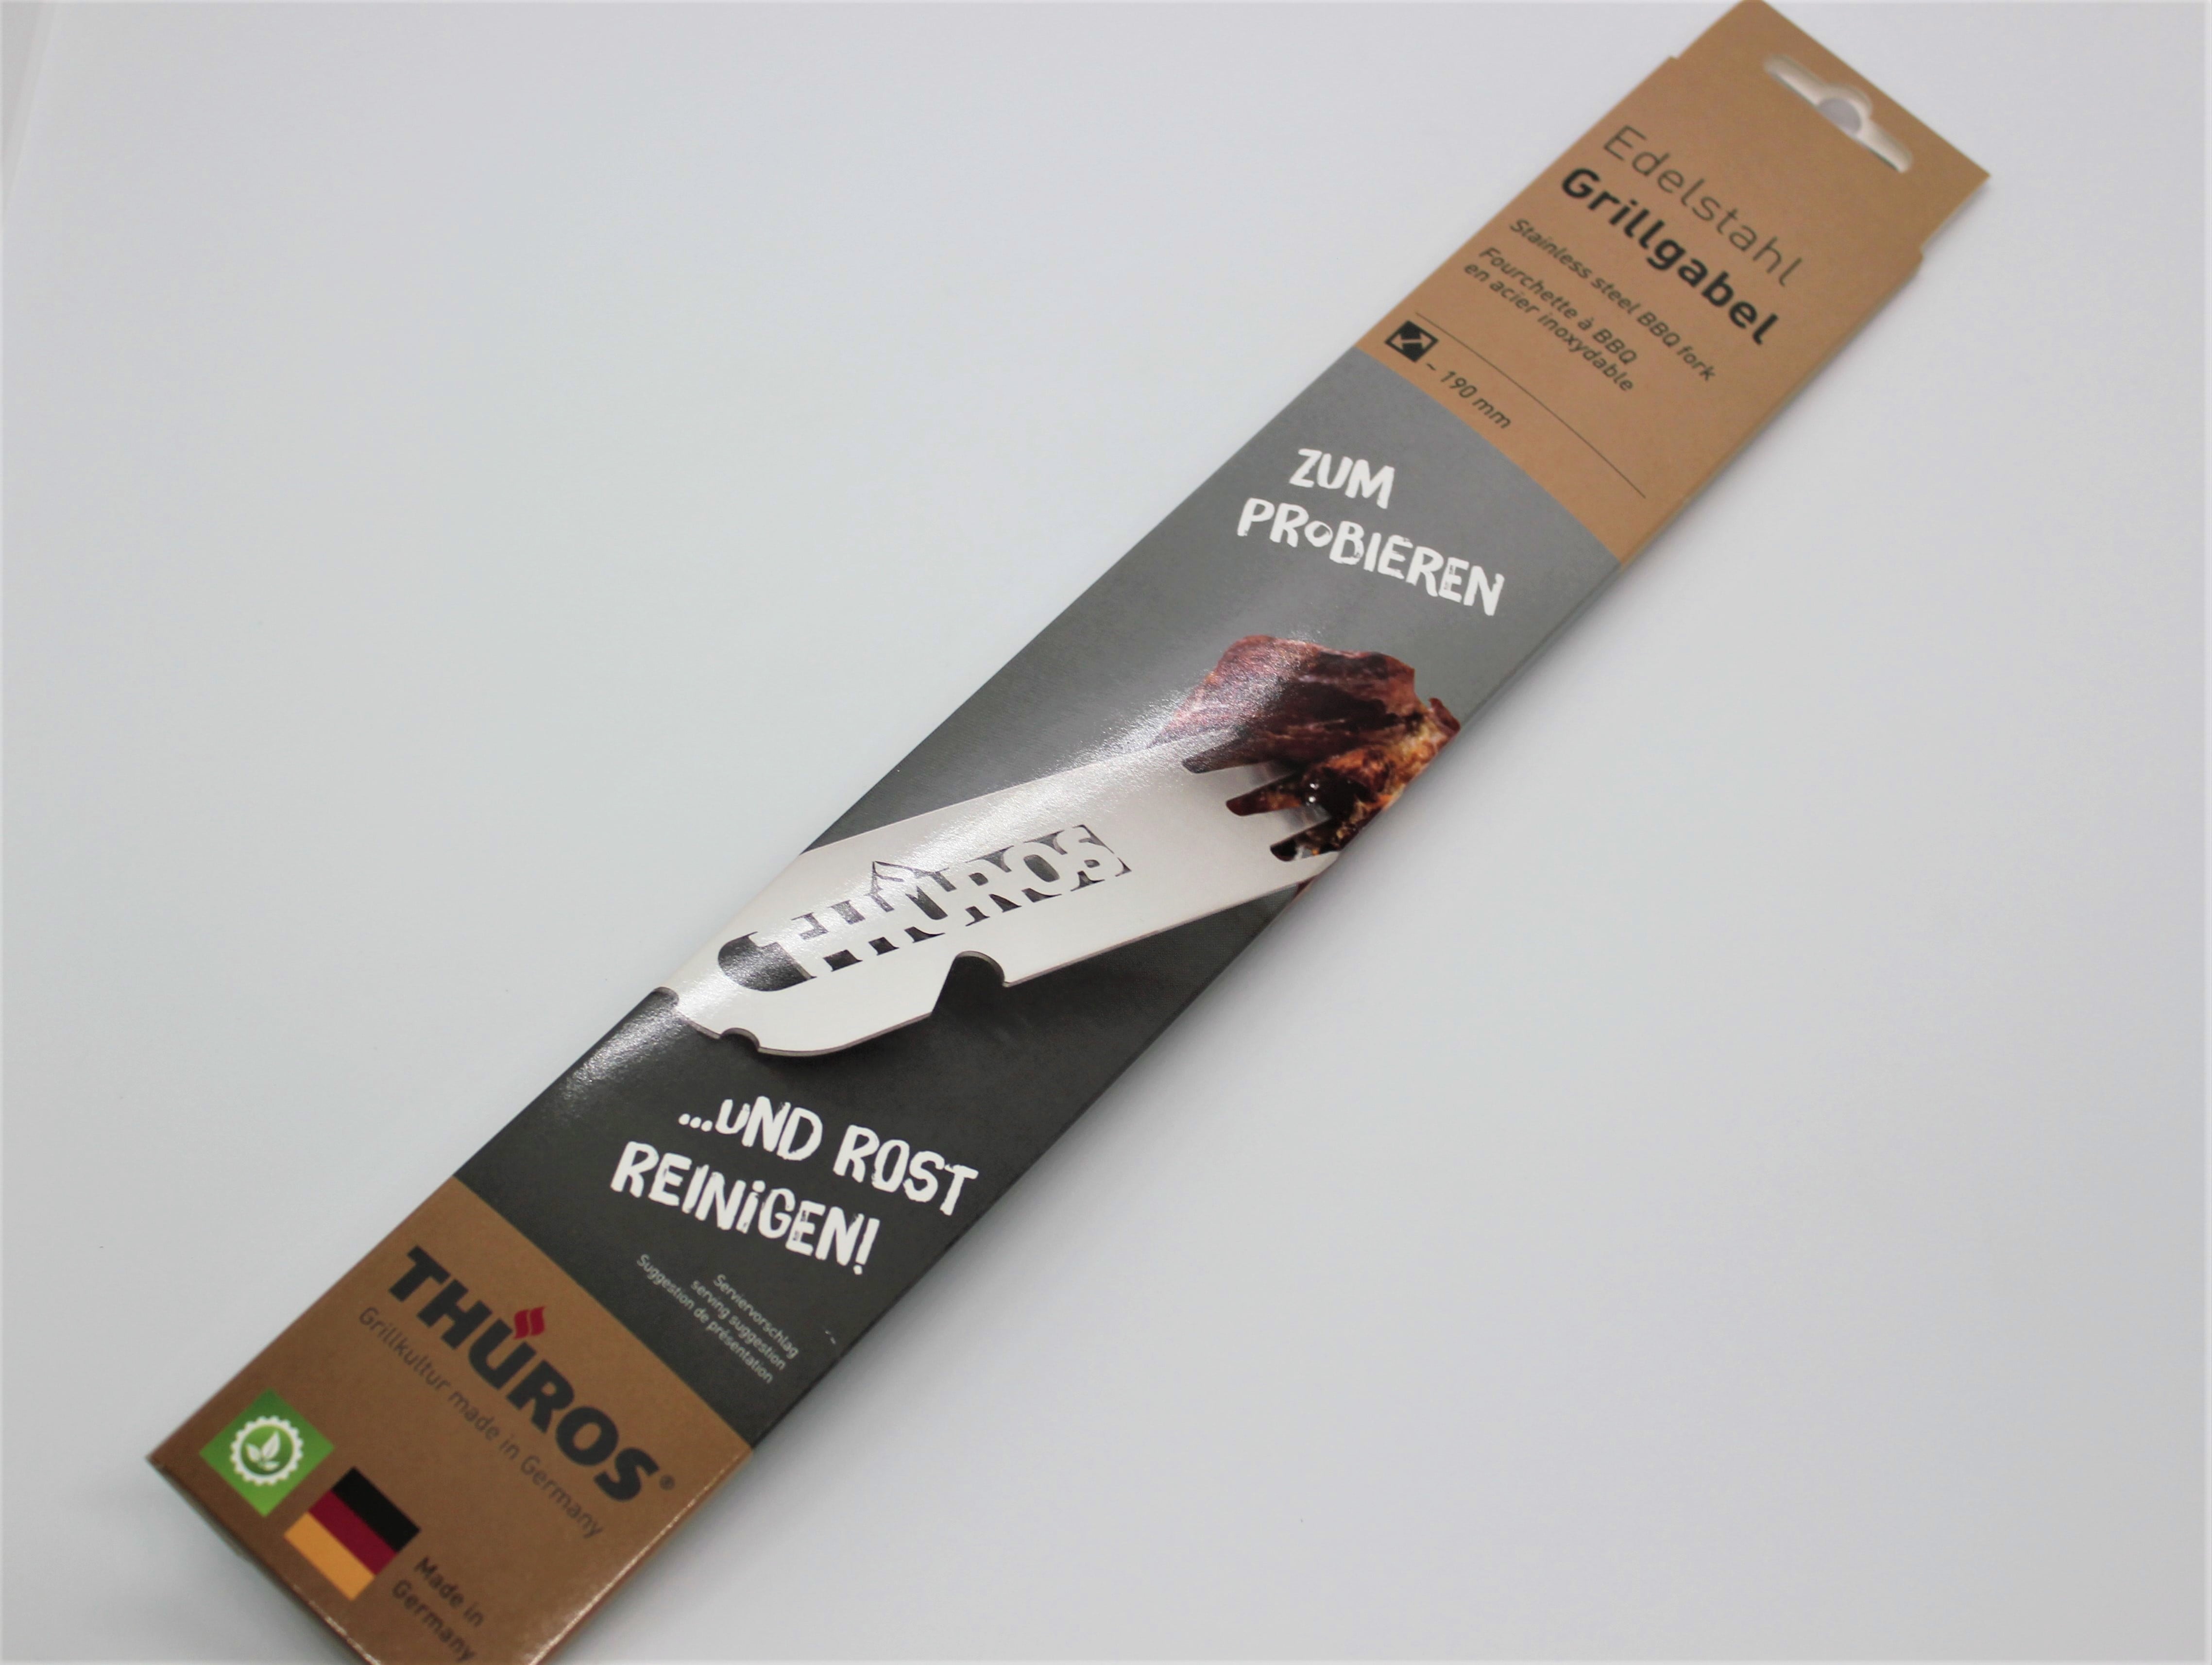 Edelstahl
Grillgabel
Stainless steel BBQ fork
Fourchette à BBQ
en acier inoxydable
~ 190 mm
ZUM
PROBIEREN
THÜROS
...UND ROST
REINIGEN!
Serviervorschlag
serving suggestion
Suggestion de présentation
THÜROS®
Grillkultur made in Germany
Made in
Germany